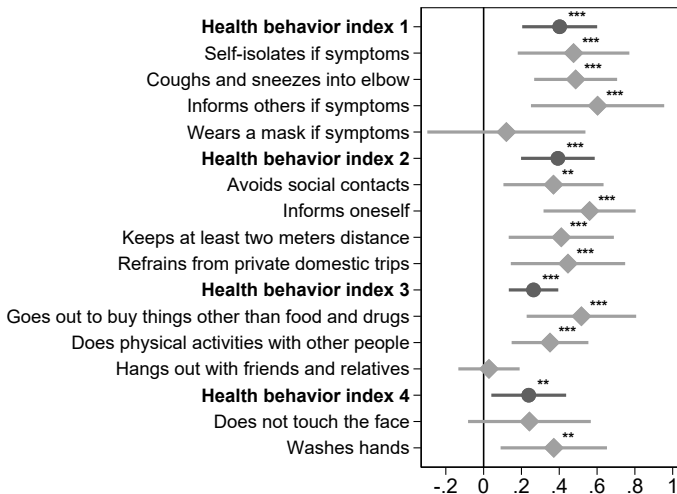 Health behavior index 1 ***
Self-isolates if symptoms ***
Coughs and sneezes into elbow ***
Informs others if symptoms ***
Wears a mask if symptoms
Health behavior index 2 ***
Avoids social contacts **
Informs oneself ***
Keeps at least two meters distance ***
Refrains from private domestic trips ***
Health behavior index 3 ***
Goes out to buy things other than food and drugs ***
Does physical activities with other people ***
Hangs out with friends and relatives
Health behavior index 4 **
Does not touch the face
Washes hands **
-.2 0 .2 .4 .6 .8 1